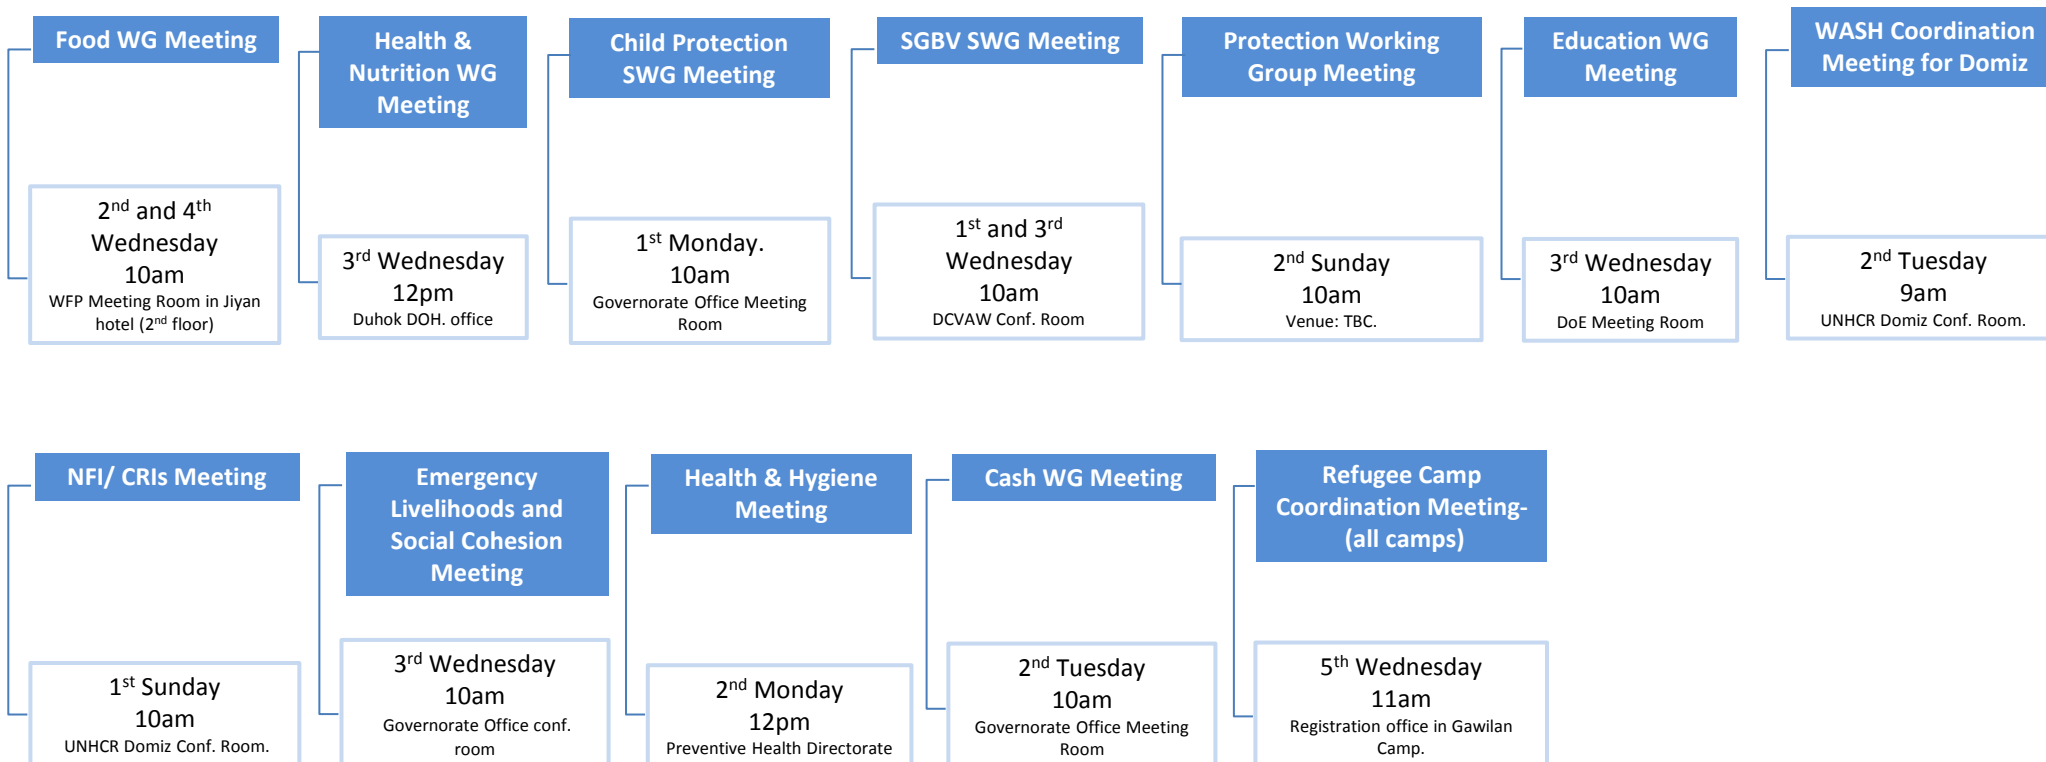 Food WG Meeting
2nd and 4th
Wednesday
10am
WFP Meeting Room in Jiyan
hotel (2nd floor)
Health &
Nutrition WG
Meeting
3rd Wednesday
12pm
Duhok DOH. office
Child Protection
SWG Meeting
1st Monday.
10am
Governorate Office Meeting
Room
SGBV SWG Meeting
1st and 3rd
Wednesday
10am
DCVAW Conf. Room
Protection Working
Group Meeting
2nd Sunday
10am
Venue: TBC.
Education WG
Meeting
3rd Wednesday
10am
DoE Meeting Room
WASH Coordination
Meeting for Domiz
2nd Tuesday
9am
UNHCR Domiz Conf. Room.
NFI/ CRIs Meeting
1st Sunday
10am
UNHCR Domiz Conf. Room.
Emergency
Livelihoods and
Social Cohesion
Meeting
3rd Wednesday
10am
Governorate Office conf.
room
Health & Hygiene
Meeting
2nd Monday
12pm
Preventive Health Directorate
Cash WG Meeting
2nd Tuesday
10am
Governorate Office Meeting
Room
Refugee Camp
Coordination Meeting-
(all camps)
5th Wednesday
11am
Registration office in Gawilan
Camp.